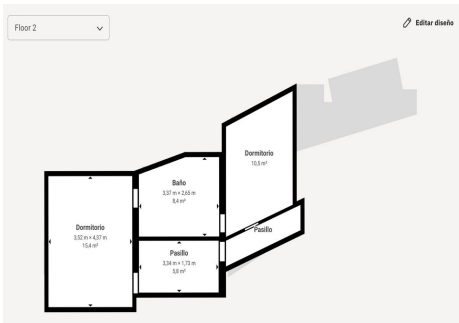 Floor 2
Editar diseño
Dormitorio
10,5 m²
Baño
3,37 m × 2,65 m
8,4 m²
Dormitorio
3,52 m × 4,37 m
15,4 m²
Pasillo
Pasillo
3,34 m × 1,73 m
5,8 m²